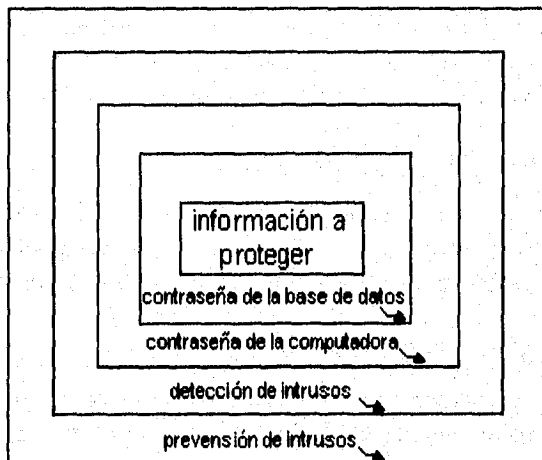 información a
proteger
contraseña de la base de datos
contraseña de la computadora
detección de intrusos
prevensión de intrusos